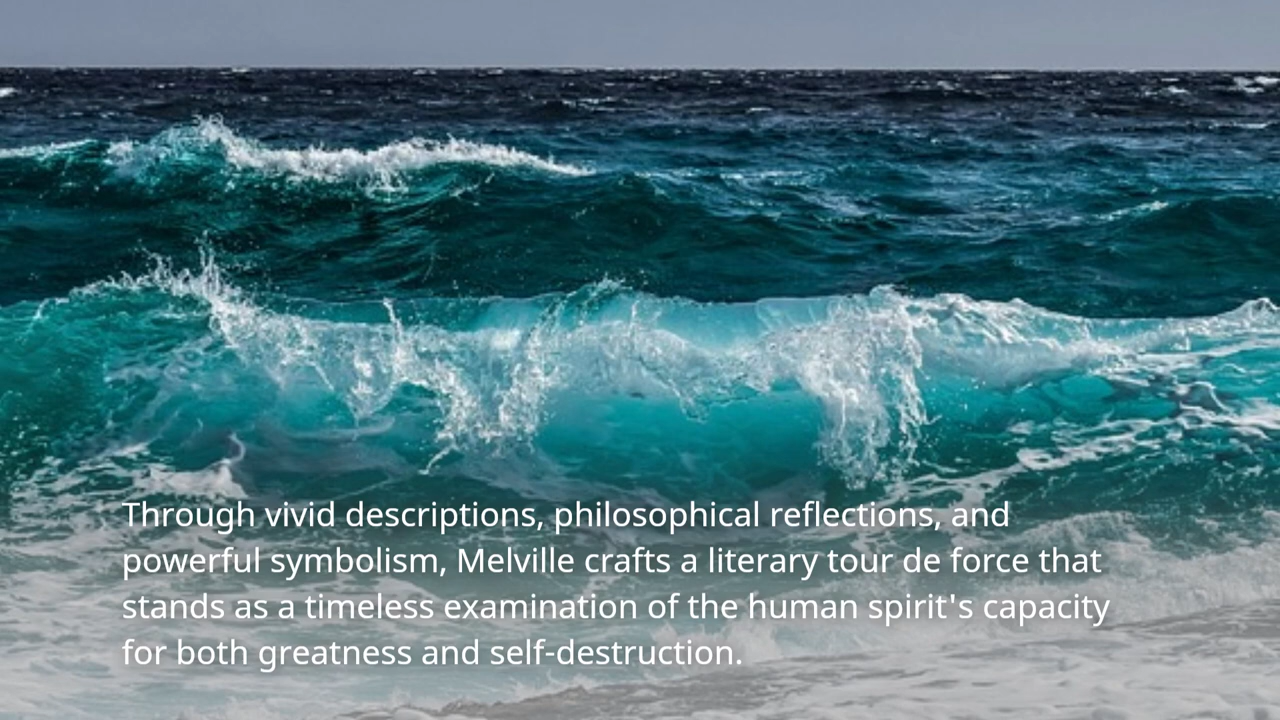 Through vivid descriptions, philosophical reflections, and
powerful symbolism, Melville crafts a literary tour de force that
stands as a timeless examination of the human spirit's capacity
for both greatness and self-destruction.